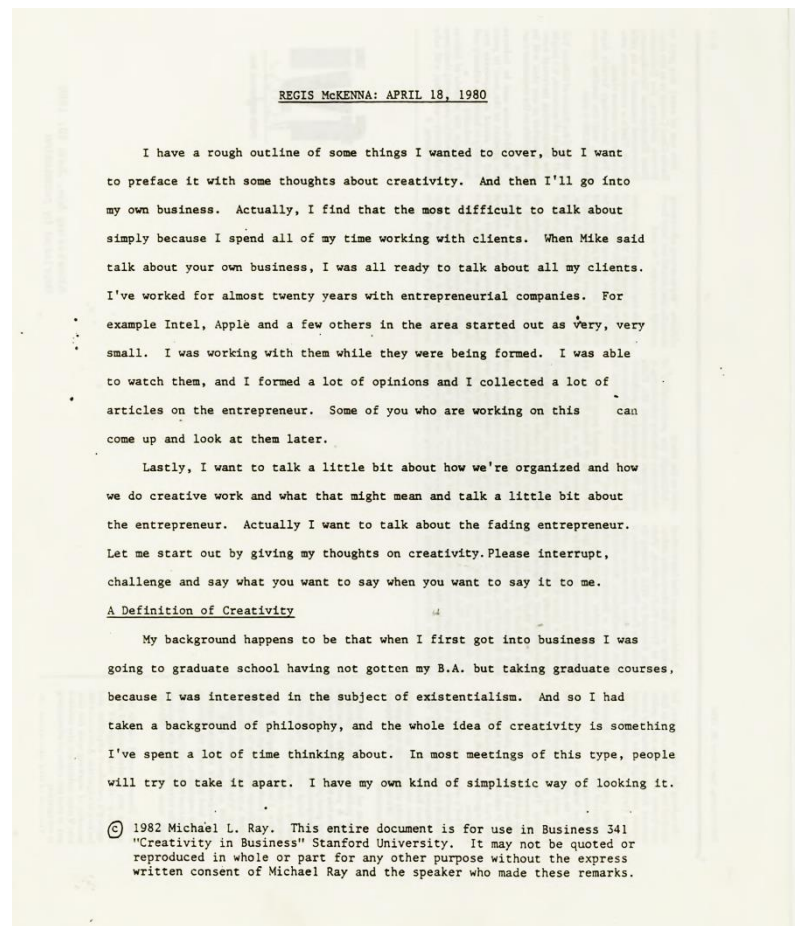 REGIS McKENNA: APRIL 18, 1980
I have a rough outline of some things I wanted to cover, but I want
to preface it with some thoughts about creativity. And then I'll go into
my own business. Actually, I find that the most difficult to talk about
simply because I spend all of my time working with clients. When Mike said
talk about your own business, I was all ready to talk about all my clients.
I've worked for almost twenty years with entrepreneurial companies. For
example Intel, Apple and a few others in the area started out as very, very
small. I was working with them while they were being formed. I was able
to watch them, and I formed a lot of opinions and I collected a lot of
articles on the entrepreneur. Some of you who are working on this can
come up and look at them later.
Lastly, I want to talk a little bit about how we're organized and how
we do creative work and what that might mean and talk a little bit about
the entrepreneur. Actually I want to talk about the fading entrepreneur.
Let me start out by giving my thoughts on creativity. Please interrupt,
challenge and say what you want to say when you want to say it to me.
A Definition of Creativity
My background happens to be that when I first got into business I was
going to graduate school having not gotten my B.A. but taking graduate courses,
because I was interested in the subject of existentialism. And so I had
taken a background of philosophy, and the whole idea of creativity is something
I've spent a lot of time thinking about. In most meetings of this type, people
will try to take it apart. I have my own kind of simplistic way of looking it.
© 1982 Michael L. Ray. This entire document is for use in Business 341
"Creativity in Business" Stanford University. It may not be quoted or
reproduced in whole or part for any other purpose without the express
written consent of Michael Ray and the speaker who made these remarks.